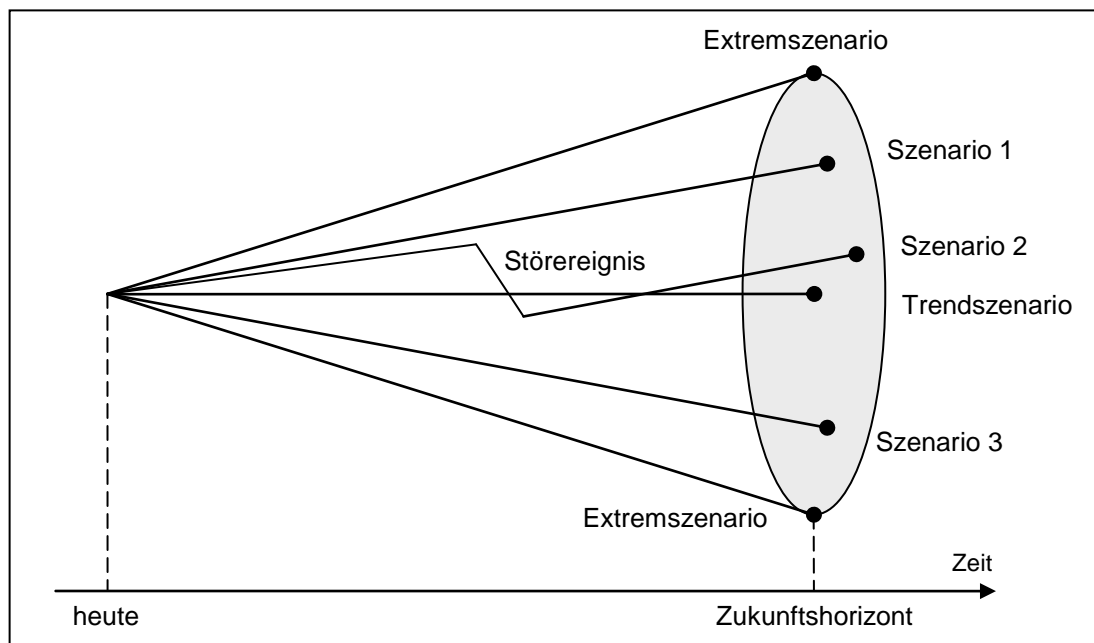 Extremszenario
Szenario 1
Szenario 2
Störereignis
Trendszenario
Szenario 3
Extremszenario
Zeit
heute
Zukunftshorizont